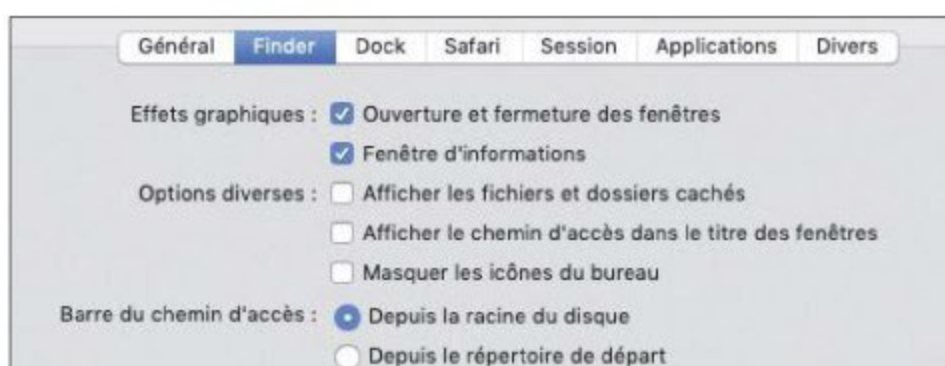 Général Finder Dock Safari Session Applications Divers
Effets graphiques : Ouverture et fermeture des fenêtres
Fenêtre d'informations
Options diverses : Afficher les fichiers et dossiers cachés
Afficher le chemin d'accès dans le titre des fenêtres
Masquer les icônes du bureau
Barre du chemin d'accès : Depuis la racine du disque
Depuis le répertoire de départ